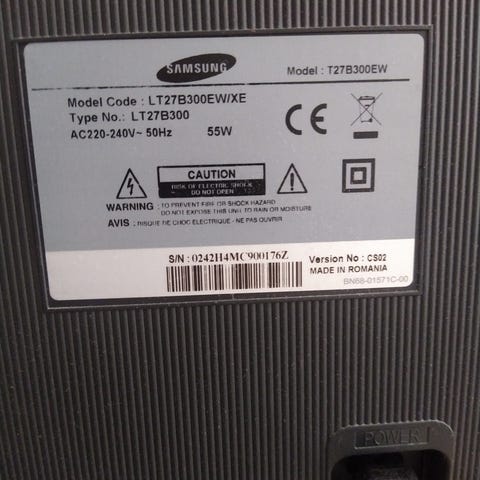 SAMSUNG
Model : T27B300EW
Model Code : LT27B300EW/XE
Type No.: LT27B300
AC220-240V~ 50Hz 55W
CE
CAUTION
RISK OF ELECTRIC SHOCK
DO NOT OPEN
WARNING : TO PREVENT FIRE OR SHOCK HAZARD
DO NOT EXPOSE THIS UNIT TO RAIN OR MOISTURE
AVIS : RISQUE DE CHOC ELECTRIQUE - NE PAS OUVRIR
S/N : 0242H4MC900176Z
Version No : CS02
MADE IN ROMANIA
BN68-01571C-00
POWER